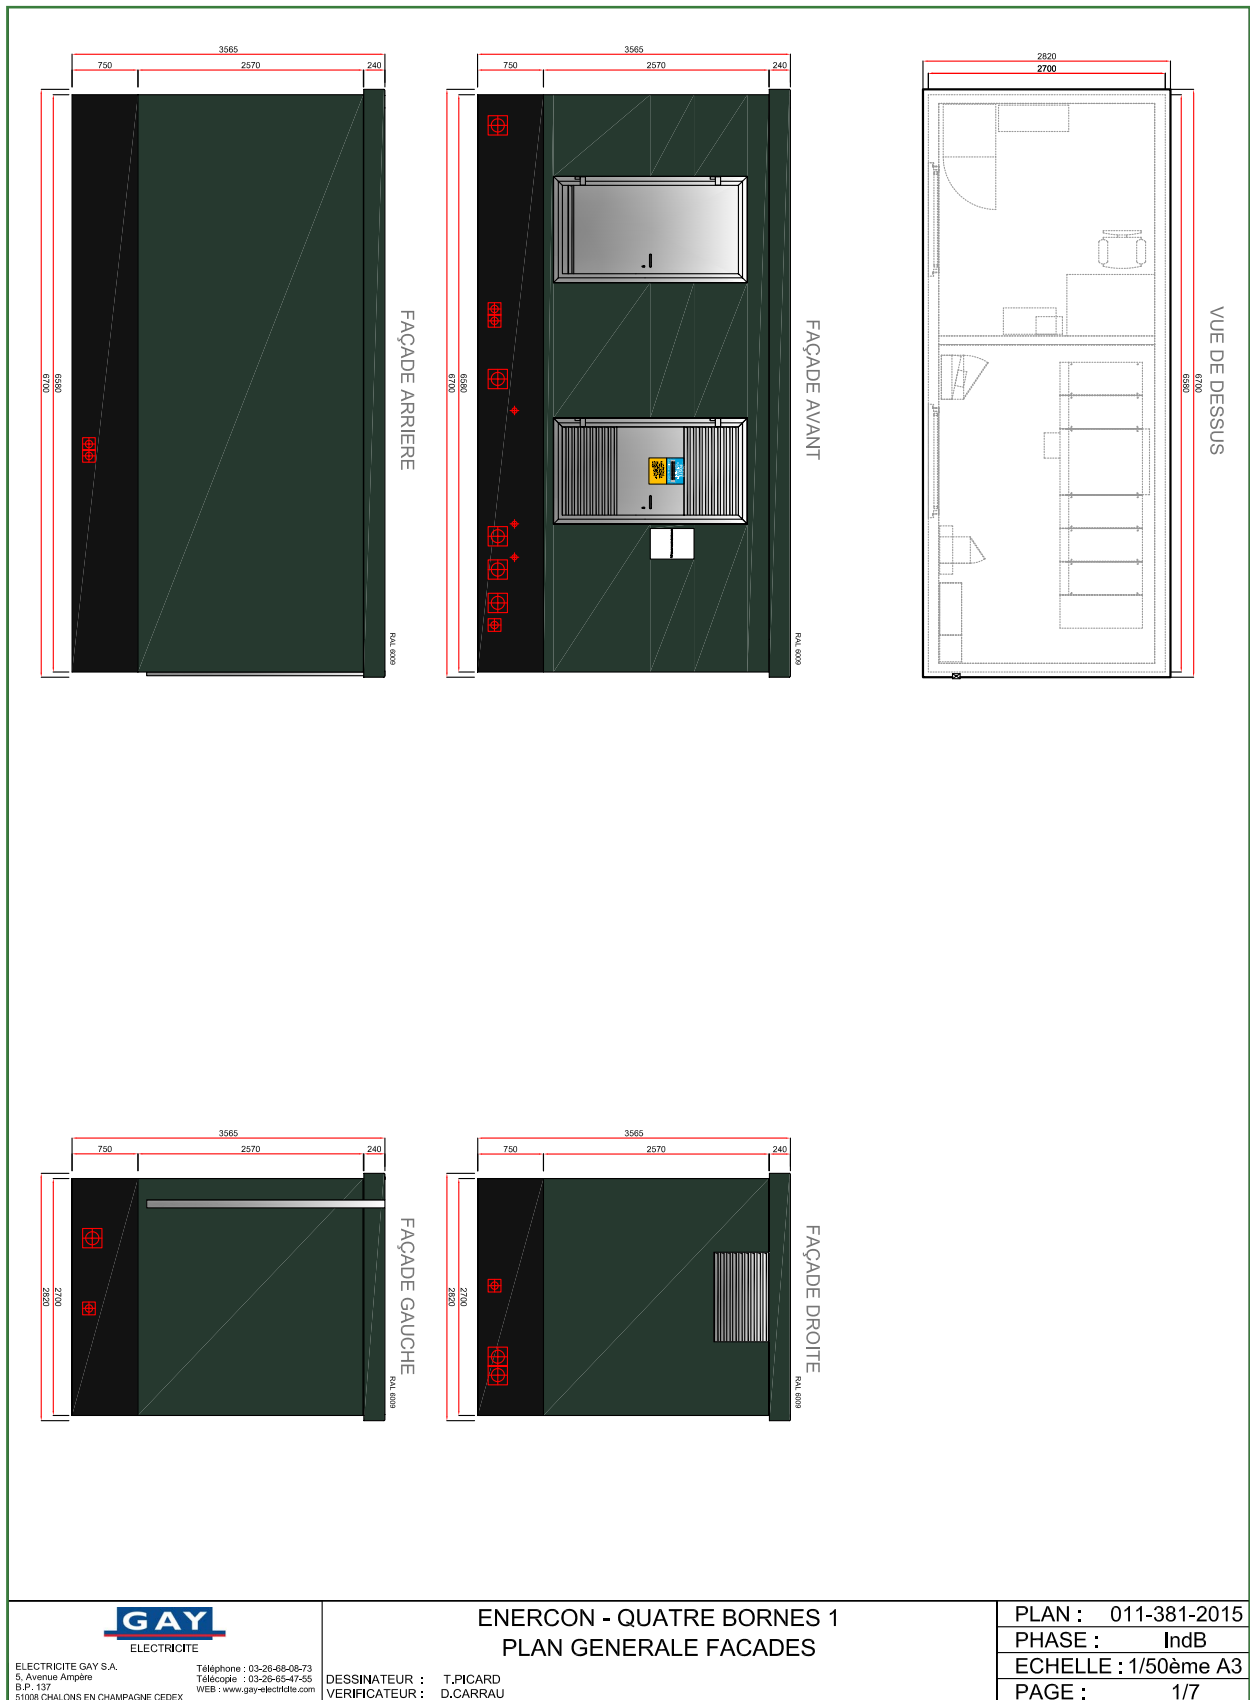 3565
750 2570 240
6580
6700
FAÇADE ARRIERE
RAL 6009
3565
750 2570 240
6580
6700
FAÇADE AVANT
RAL 6009
2820
2700
6700
6580
VUE DE DESSUS
3565
750 2570 240
2700
2820
FAÇADE GAUCHE
RAL 6009
3565
750 2570 240
2700
2820
FAÇADE DROITE
RAL 6009
GAY
ELECTRICITE
ELECTRICITE GAY S.A.
5, Avenue Ampère
B.P. 137
51008 CHALONS EN CHAMPAGNE CEDEX
Téléphone : 03-26-68-08-73
Télécopie : 03-26-65-47-55
WEB : www.gay-electricite.com
ENERCON - QUATRE BORNES 1
PLAN GENERALE FACADES
DESSINATEUR : T.PICARD
VERIFICATEUR : D.CARRAU
PLAN : 011-381-2015
PHASE : IndB
ECHELLE : 1/50ème A3
PAGE : 1/7